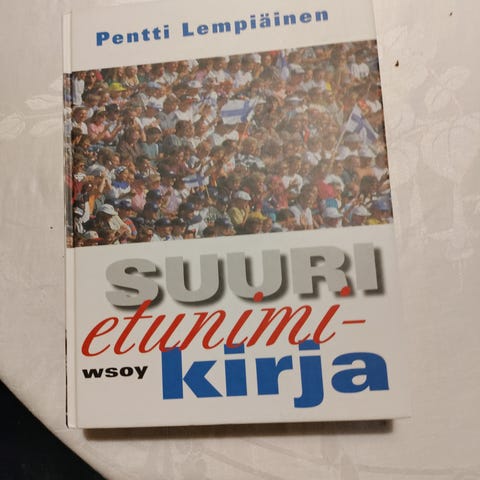 Pentti Lempiäinen
SUURI
etunimi-
wsoy kirja